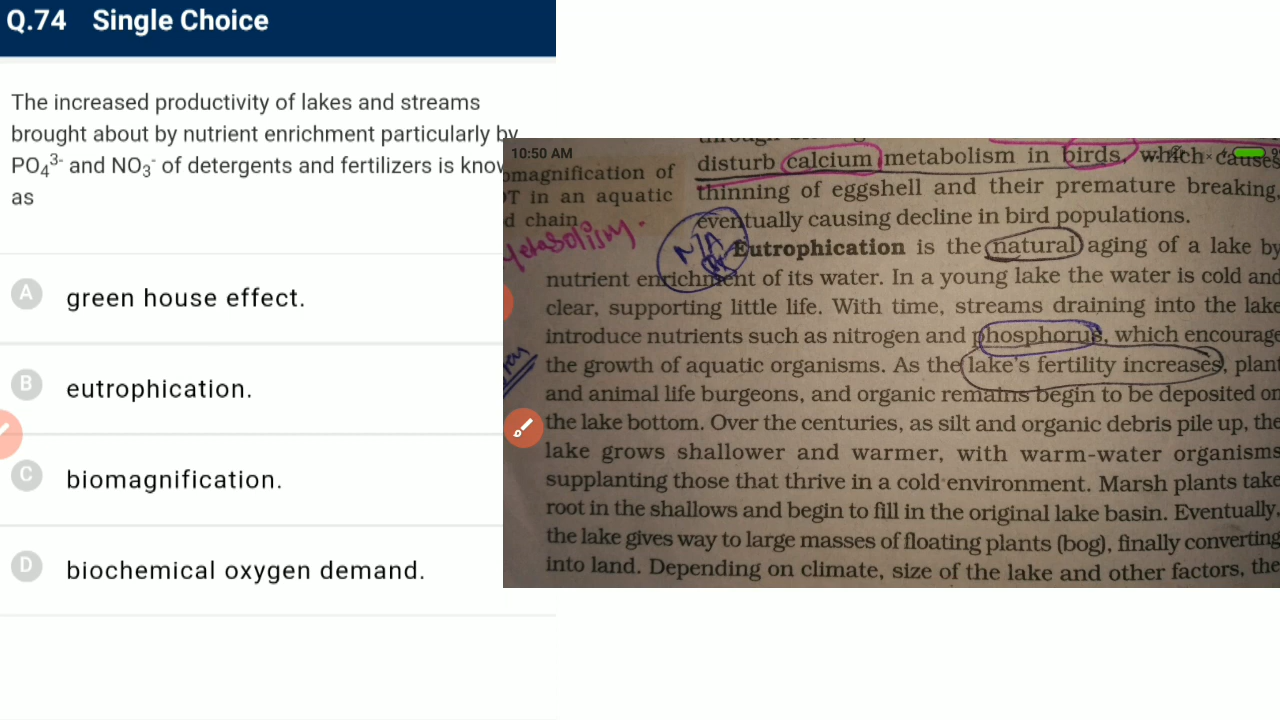 Q.74 Single Choice
The increased productivity of lakes and streams
brought about by nutrient enrichment particularly by
PO₄³⁻ and NO₃⁻ of detergents and fertilizers is know
as
A green house effect.
B eutrophication.
C biomagnification.
D biochemical oxygen demand.
10:50 AM
omagnification of
T in an aquatic
d chain
Metabolism.
disturb calcium metabolism in birds, which causes
thinning of eggshell and their premature breaking,
eventually causing decline in bird populations.
N/A
Eutrophication is the natural aging of a lake by
nutrient enrichment of its water. In a young lake the water is cold and
clear, supporting little life. With time, streams draining into the lake
introduce nutrients such as nitrogen and phosphorus, which encourage
the growth of aquatic organisms. As the lake's fertility increases, plant
and animal life burgeons, and organic remains begin to be deposited on
the lake bottom. Over the centuries, as silt and organic debris pile up, the
lake grows shallower and warmer, with warm-water organisms
supplanting those that thrive in a cold environment. Marsh plants take
root in the shallows and begin to fill in the original lake basin. Eventually,
the lake gives way to large masses of floating plants (bog), finally converting
into land. Depending on climate, size of the lake and other factors, the